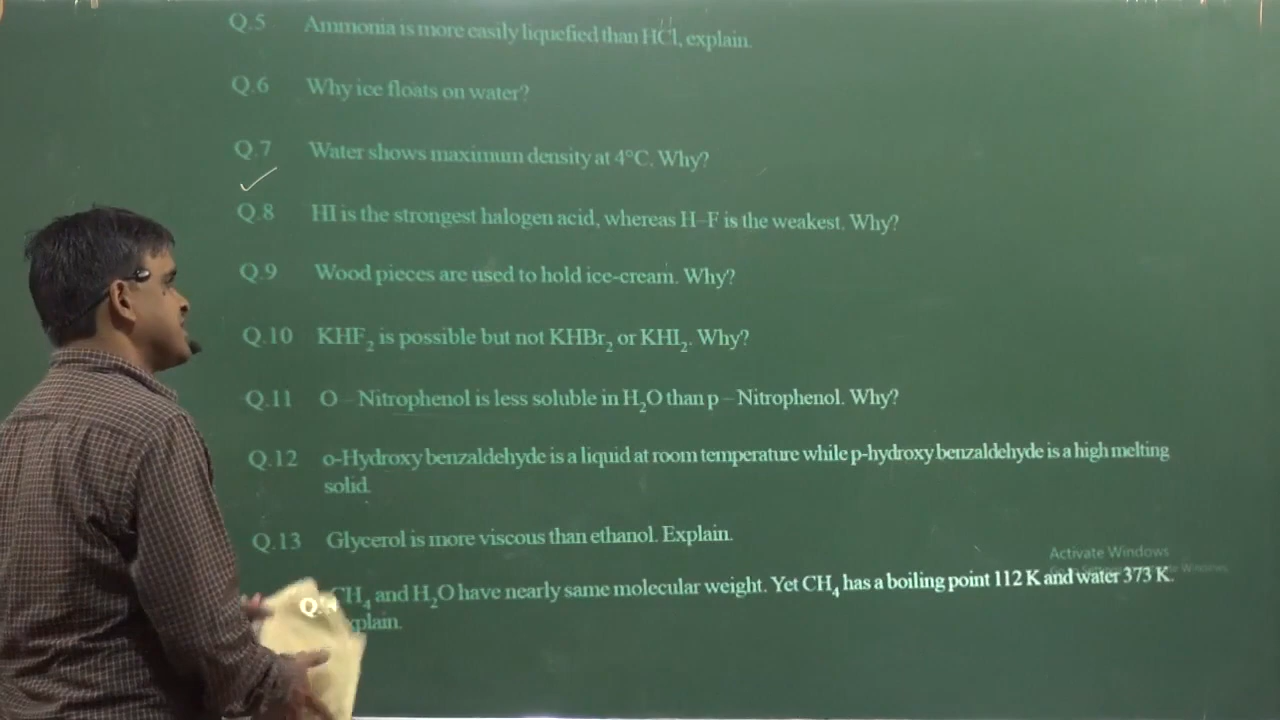 Q.5 Ammonia is more easily liquefied than HCl, explain.
Q.6 Why ice floats on water?
Q.7 Water shows maximum density at 4°C. Why?
Q.8 HI is the strongest halogen acid, whereas H–F is the weakest. Why?
Q.9 Wood pieces are used to hold ice-cream. Why?
Q.10 KHF₂ is possible but not KHBr₂ or KHI₂. Why?
Q.11 O – Nitrophenol is less soluble in H₂O than p – Nitrophenol. Why?
Q.12 o-Hydroxy benzaldehyde is a liquid at room temperature while p-hydroxy benzaldehyde is a high melting
solid.
Q.13 Glycerol is more viscous than ethanol. Explain.
Activate Windows
CH₄ and H₂O have nearly same molecular weight. Yet CH₄ has a boiling point 112 K and water 373 K.
xplain.